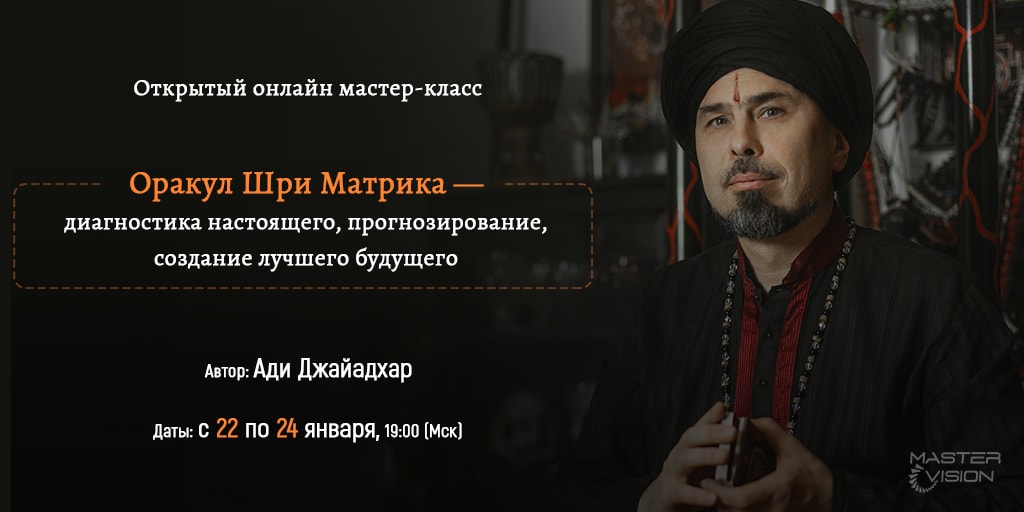 Открытый онлайн мастер-класс
Оракул Шри Матрика —
диагностика настоящего, прогнозирование,
создание лучшего будущего
Автор: Ади Джайадхар
Даты: с 22 по 24 января, 19:00 (Мск)
MASTER
VISION